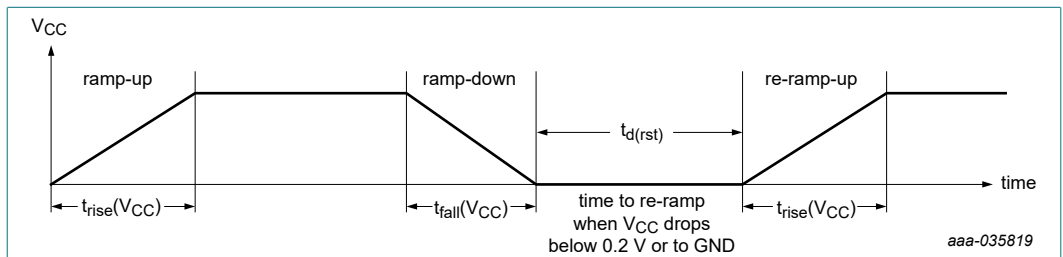 VCC
ramp-up
ramp-down
re-ramp-up
td(rst)
time
trise(VCC)
tfall(VCC)
time to re-ramp
when VCC drops
below 0.2 V or to GND
trise(VCC)
aaa-035819